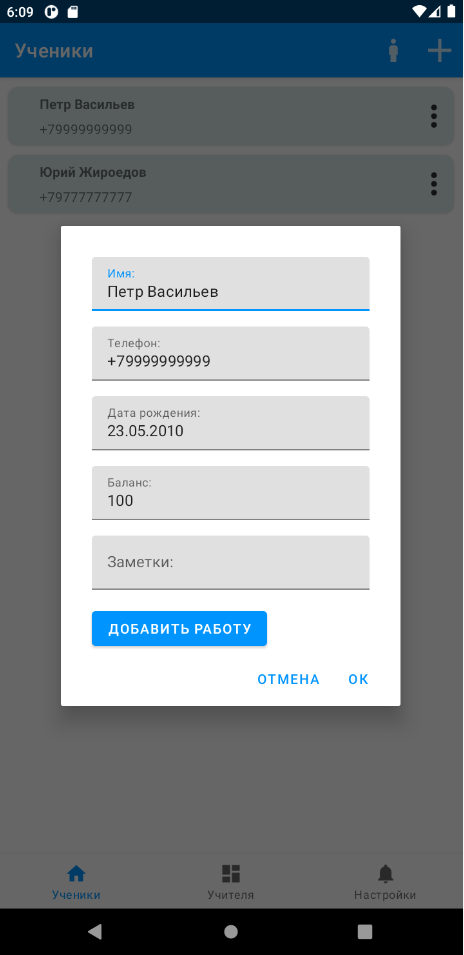 6:09
Ученики
Петр Васильев
+79999999999
Юрий Жироедов
+79777777777
Имя:
Петр Васильев
Телефон:
+79999999999
Дата рождения:
23.05.2010
Баланс:
100
Заметки:
ДОБАВИТЬ РАБОТУ
ОТМЕНА ОК
Ученики Учителя Настройки